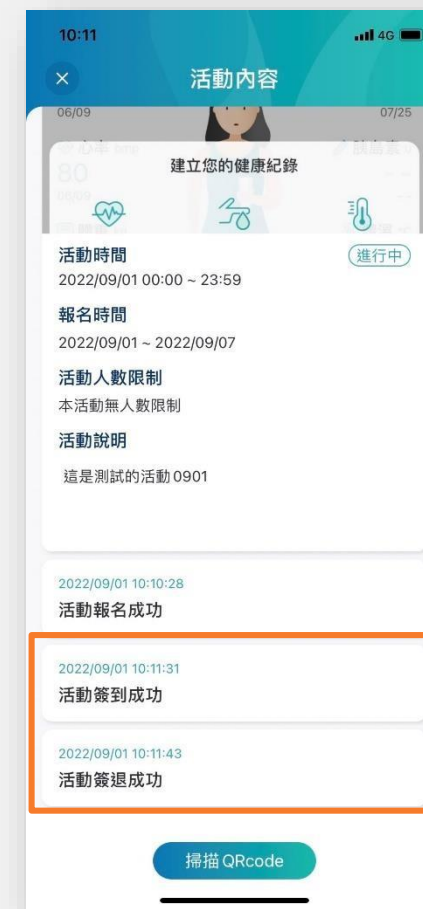 10:11
4G
活動內容
06/09
07/25
心率
80
建立您的健康紀錄
活動時間
進行中
2022/09/01 00:00 ~ 23:59
報名時間
2022/09/01 ~ 2022/09/07
活動人數限制
本活動無人數限制
活動說明
這是測試的活動 0901
2022/09/01 10:10:28
活動報名成功
2022/09/01 10:11:31
活動簽到成功
2022/09/01 10:11:43
活動簽退成功
掃描 QRcode